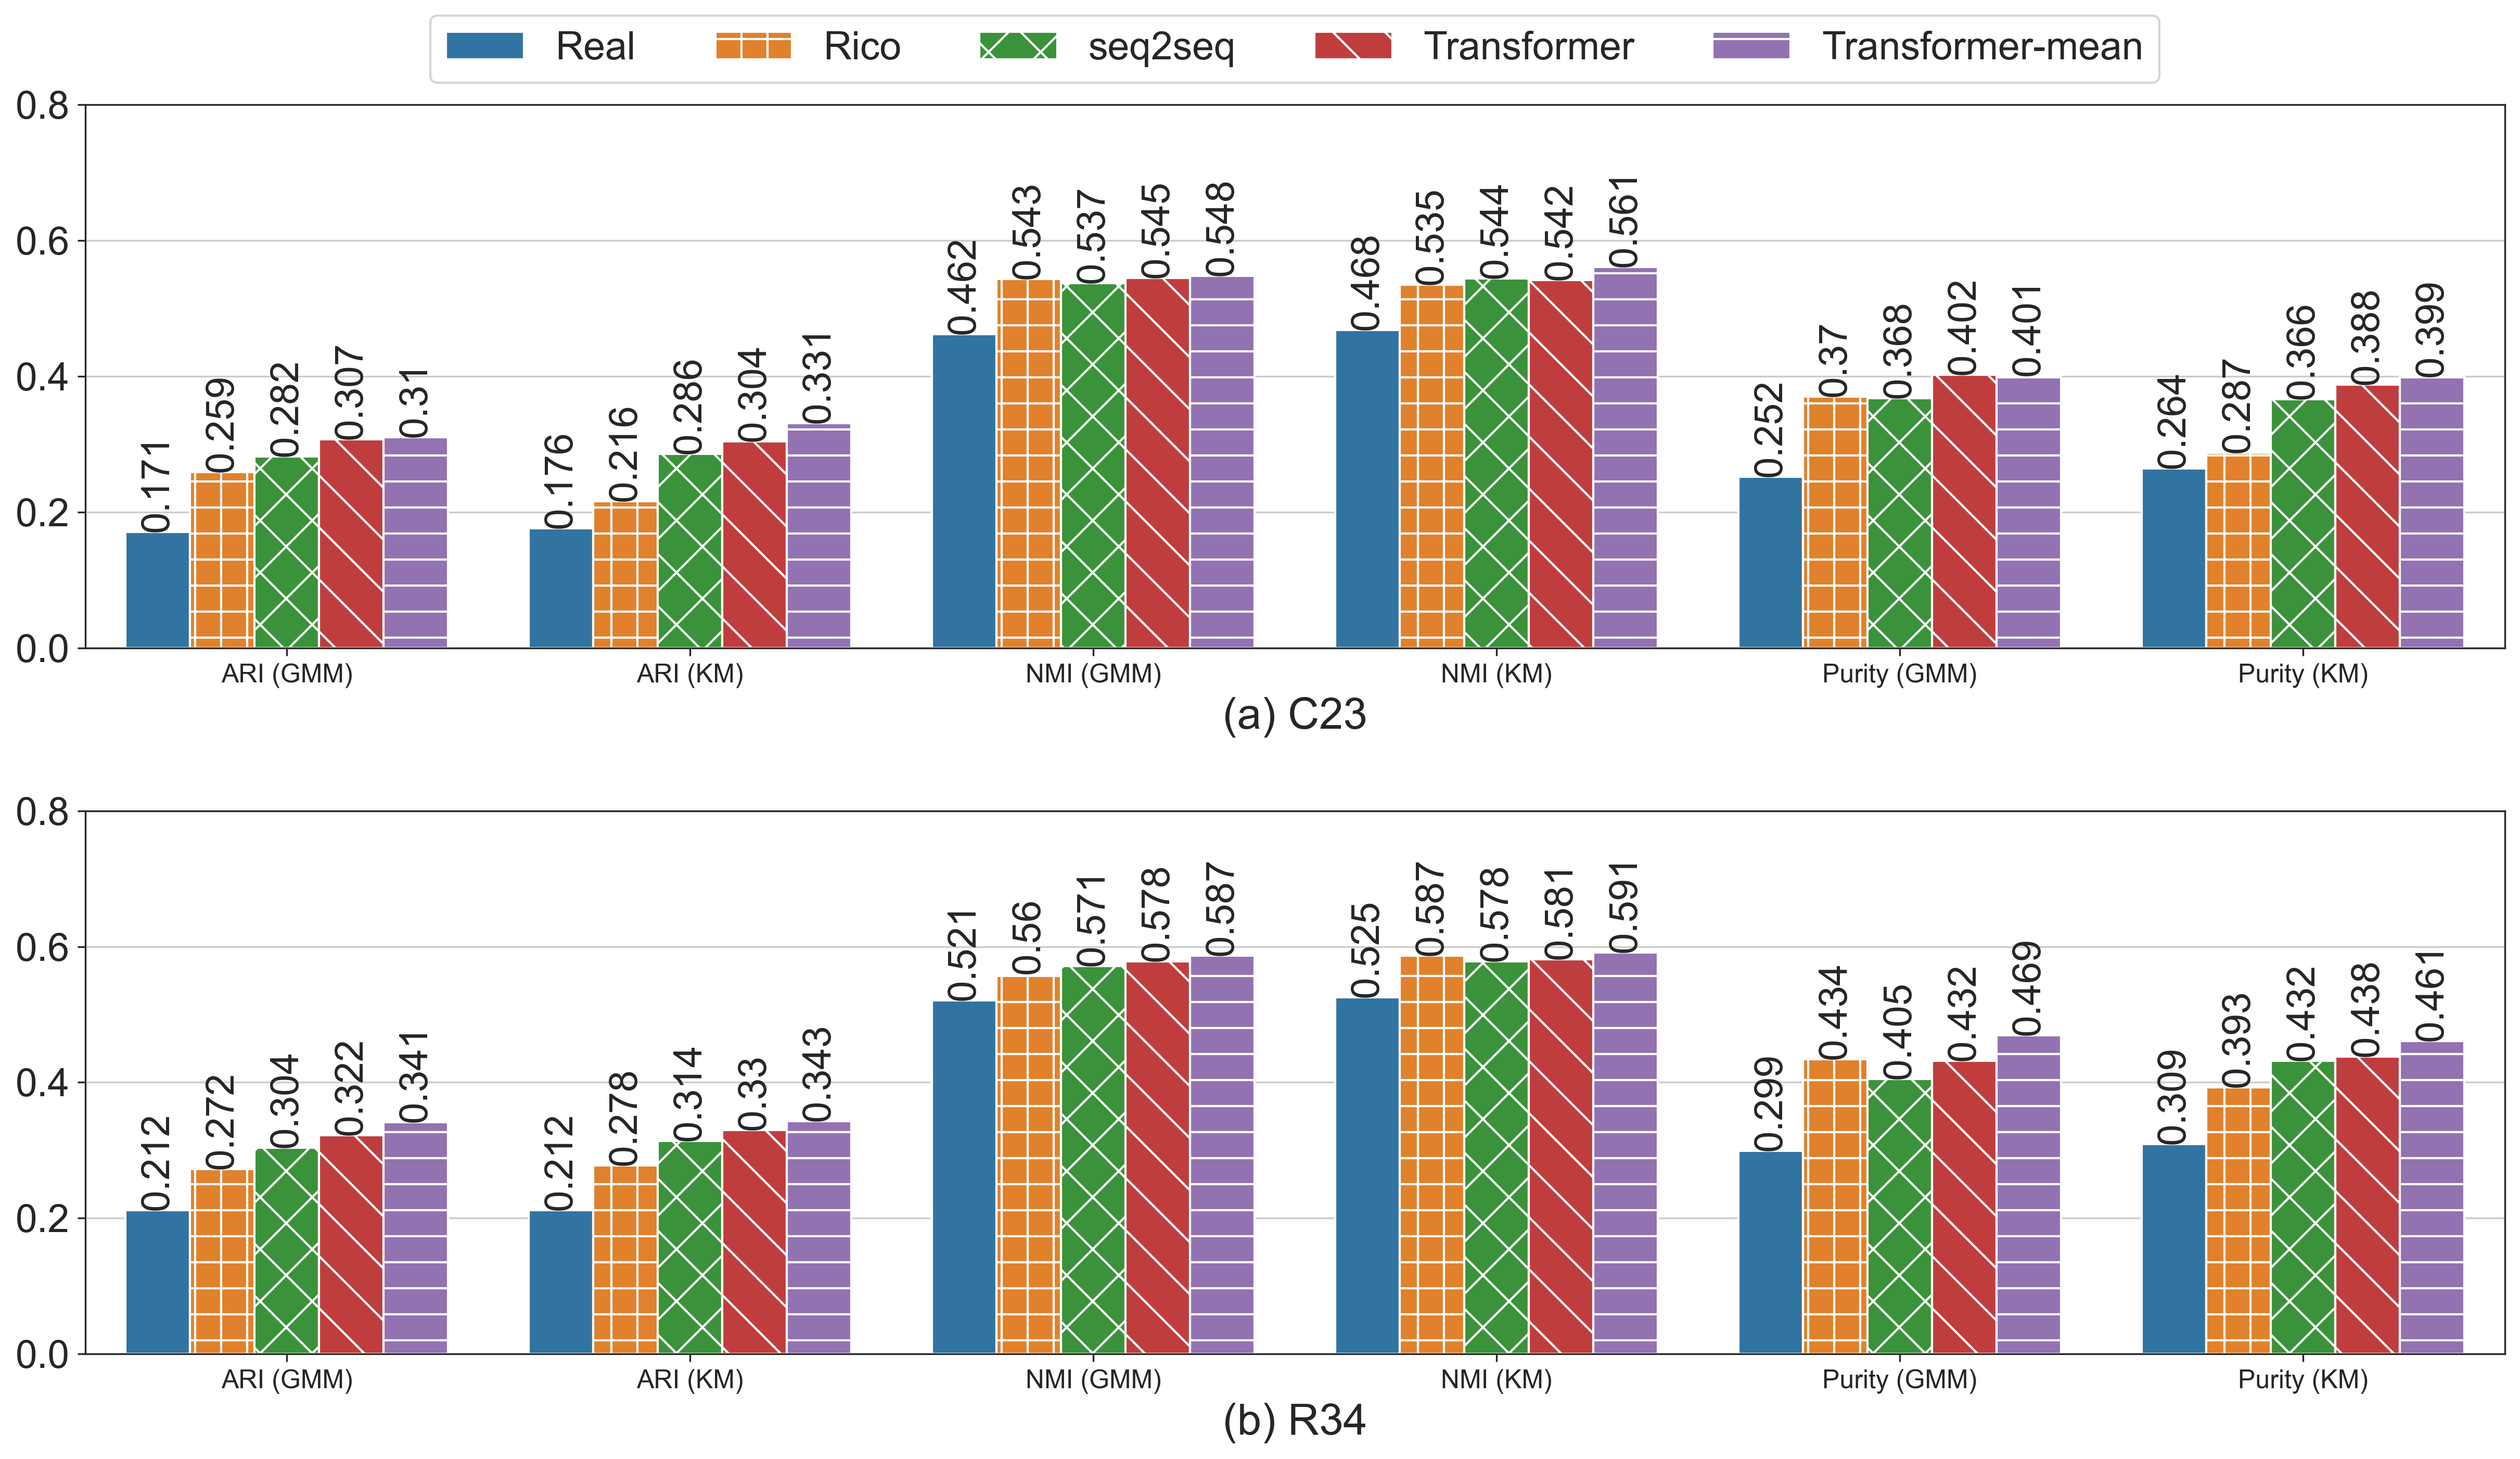 Real Rico seq2seq Transformer Transformer-mean
0.8
0.6
0.4
0.2
0.0
0.171 0.259 0.282 0.307 0.31 0.176 0.216 0.286 0.304 0.331 0.462 0.543 0.537 0.545 0.548 0.468 0.535 0.544 0.542 0.561 0.252 0.37 0.368 0.402 0.401 0.264 0.287 0.366 0.388 0.399
ARI (GMM) ARI (KM) NMI (GMM) NMI (KM) Purity (GMM) Purity (KM)
(a) C23
0.8
0.6
0.4
0.2
0.0
0.212 0.272 0.304 0.322 0.341 0.212 0.278 0.314 0.33 0.343 0.521 0.56 0.571 0.578 0.587 0.525 0.587 0.578 0.581 0.591 0.299 0.434 0.405 0.432 0.469 0.309 0.393 0.432 0.438 0.461
ARI (GMM) ARI (KM) NMI (GMM) NMI (KM) Purity (GMM) Purity (KM)
(b) R34